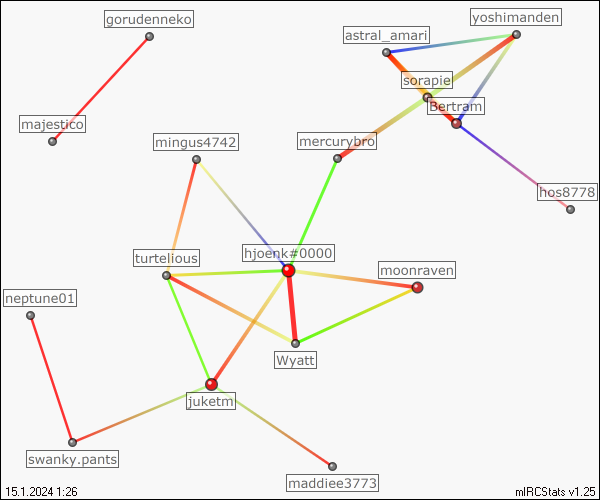 gorudenneko
yoshimanden
astral_amari
sorapie
Bertram
majestico
mingus4742
mercurybro
hos8778
hjoenk#0000
turtelious
moonraven
neptune01
Wyatt
juketm
swanky.pants
maddiee3773
15.1.2024 1:26
mIRCStats v1.25